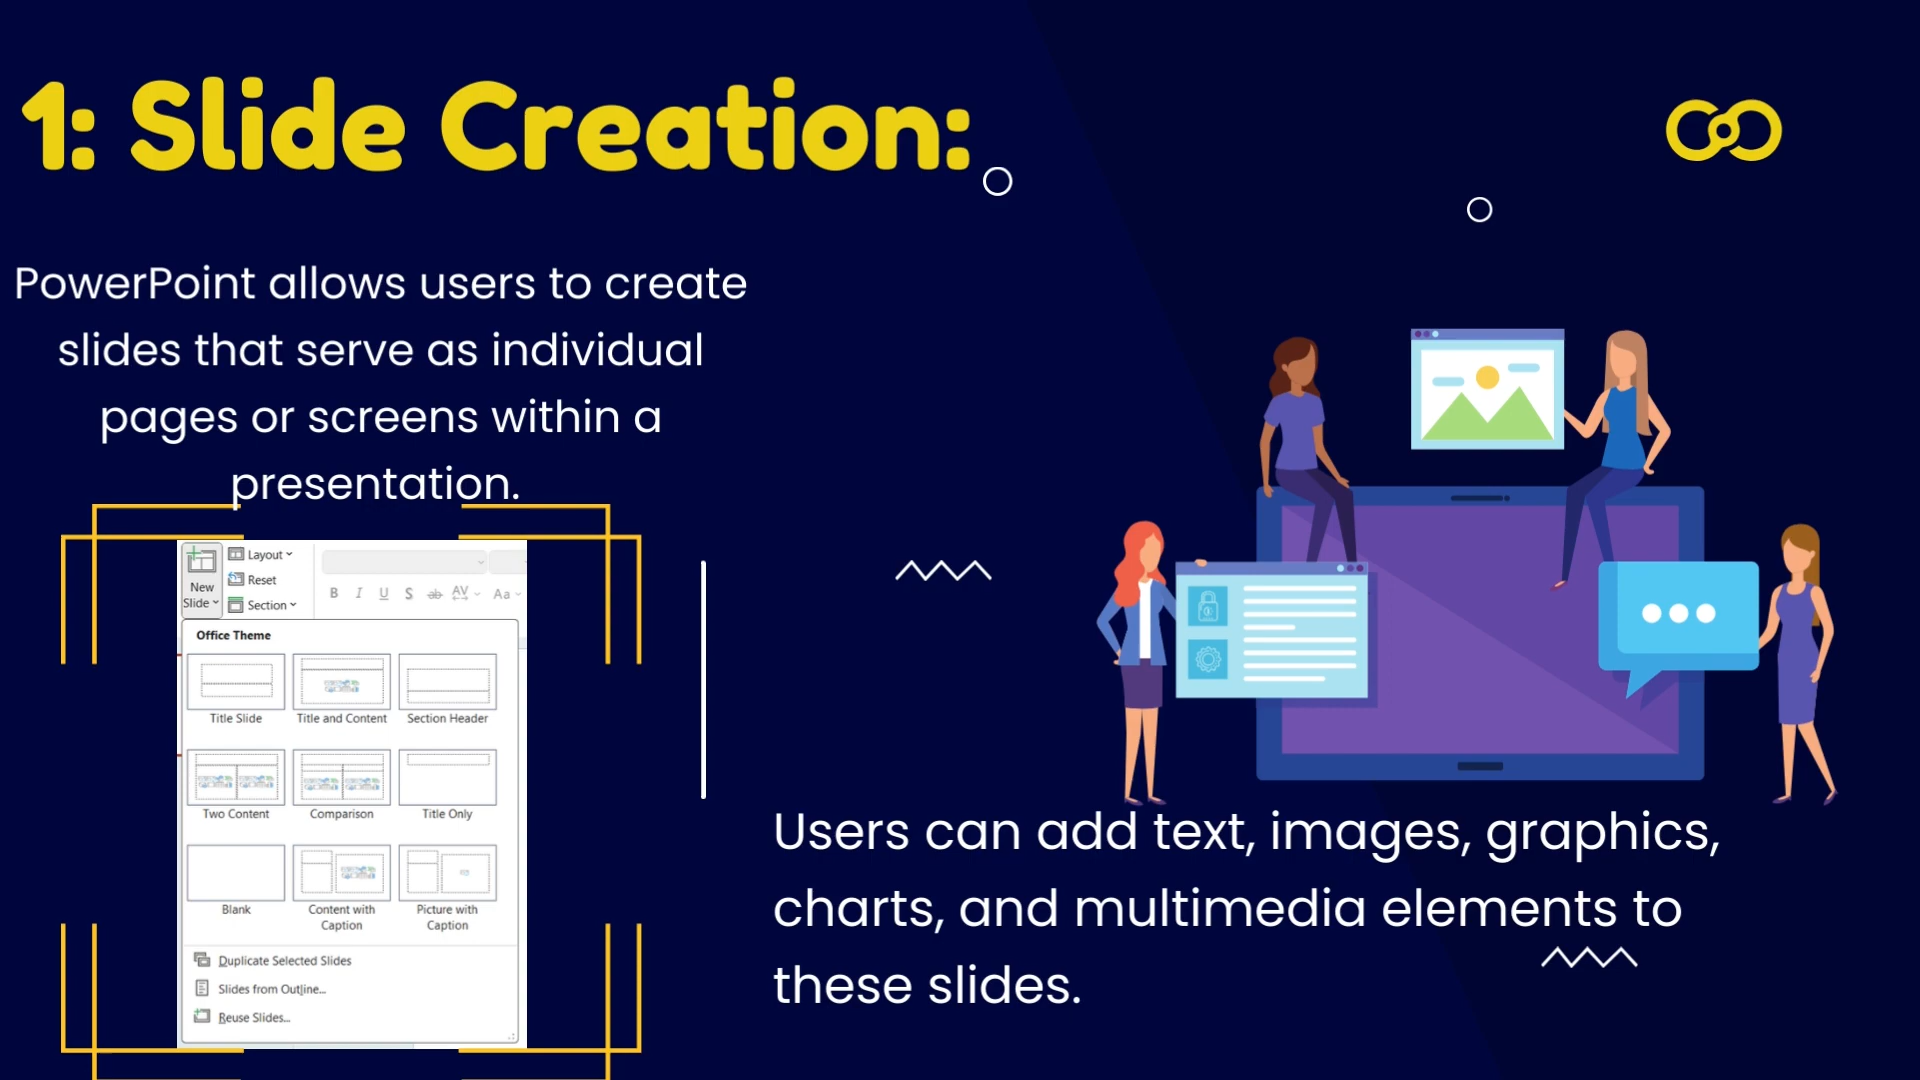 1: Slide Creation:
PowerPoint allows users to create
slides that serve as individual
pages or screens within a
presentation.
New
Slide
Layout
Reset
Section
B I U S ab AV Aa
Office Theme
Title Slide
Title and Content
Section Header
Two Content
Comparison
Title Only
Blank
Content with
Caption
Picture with
Caption
Duplicate Selected Slides
Slides from Outline...
Reuse Slides...
Users can add text, images, graphics,
charts, and multimedia elements to
these slides.